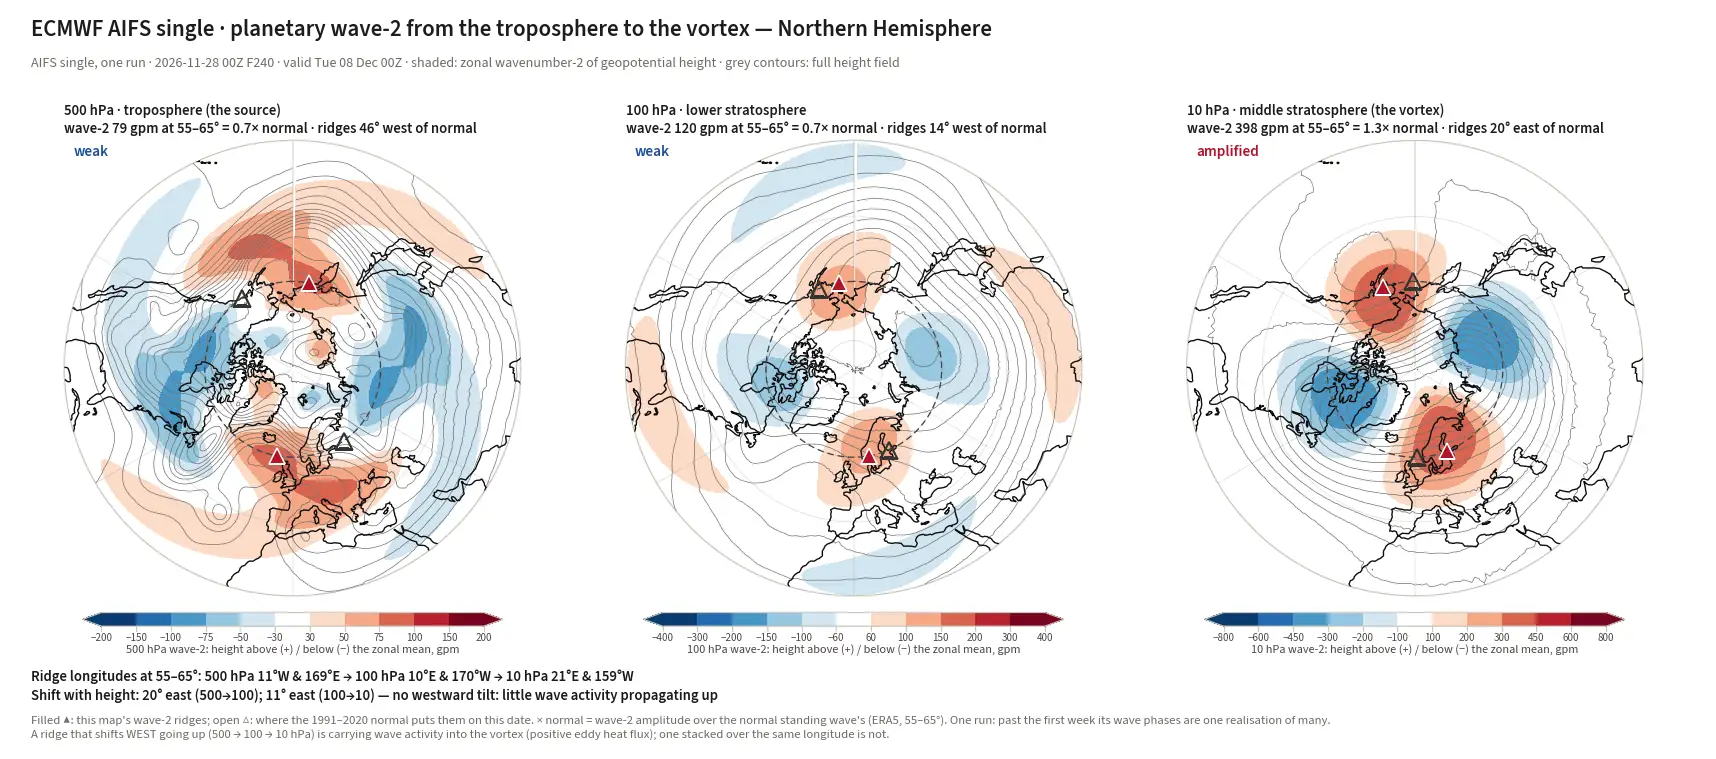 ECMWF AIFS single · planetary wave-2 from the troposphere to the vortex — Northern Hemisphere
AIFS single, one run · 2026-11-28 00Z F240 · valid Tue 08 Dec 00Z · shaded: zonal wavenumber-2 of geopotential height · grey contours: full height field
500 hPa · troposphere (the source)
wave-2 79 gpm at 55–65° = 0.7× normal · ridges 46° west of normal
weak
100 hPa · lower stratosphere
wave-2 120 gpm at 55–65° = 0.7× normal · ridges 14° west of normal
weak
10 hPa · middle stratosphere (the vortex)
wave-2 398 gpm at 55–65° = 1.3× normal · ridges 20° east of normal
amplified
−200 −150 −100 −75 −50 −30 30 50 75 100 150 200
500 hPa wave-2: height above (+) / below (−) the zonal mean, gpm
−400 −300 −200 −150 −100 −60 60 100 150 200 300 400
100 hPa wave-2: height above (+) / below (−) the zonal mean, gpm
−800 −600 −450 −300 −200 −100 100 200 300 450 600 800
10 hPa wave-2: height above (+) / below (−) the zonal mean, gpm
Ridge longitudes at 55–65°: 500 hPa 11°W & 169°E → 100 hPa 10°E & 170°W → 10 hPa 21°E & 159°W
Shift with height: 20° east (500→100); 11° east (100→10) — no westward tilt: little wave activity propagating up
Filled ▲: this map's wave-2 ridges; open △: where the 1991–2020 normal puts them on this date. × normal = wave-2 amplitude over the normal standing wave's (ERA5, 55–65°). One run: past the first week its wave phases are one realisation of many.
A ridge that shifts WEST going up (500 → 100 → 10 hPa) is carrying wave activity into the vortex (positive eddy heat flux); one stacked over the same longitude is not.